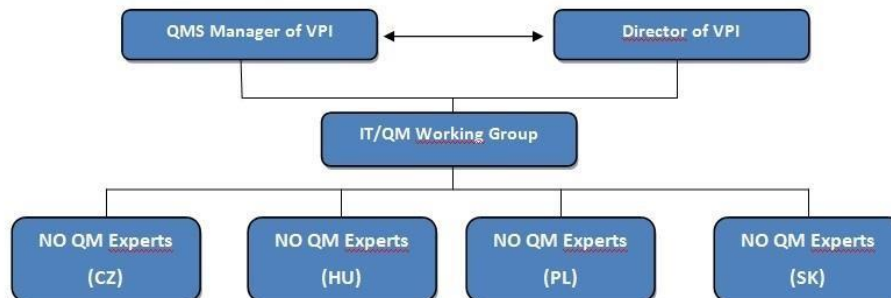 QMS Manager of VPI
Director of VPI
IT/QM Working Group
NO QM Experts
(CZ)
NO QM Experts
(HU)
NO QM Experts
(PL)
NO QM Experts
(SK)